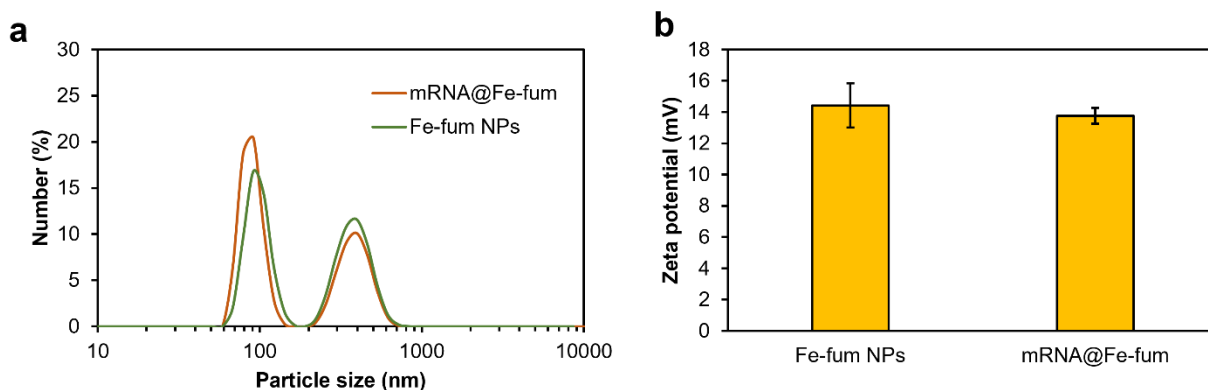 a
30
25
20
15
10
5
0
Number (%)
mRNA@Fe-fum
Fe-fum NPs
10
100
1000
10000
Particle size (nm)
b
18
16
14
12
10
8
6
4
2
0
Zeta potential (mV)
Fe-fum NPs
mRNA@Fe-fum